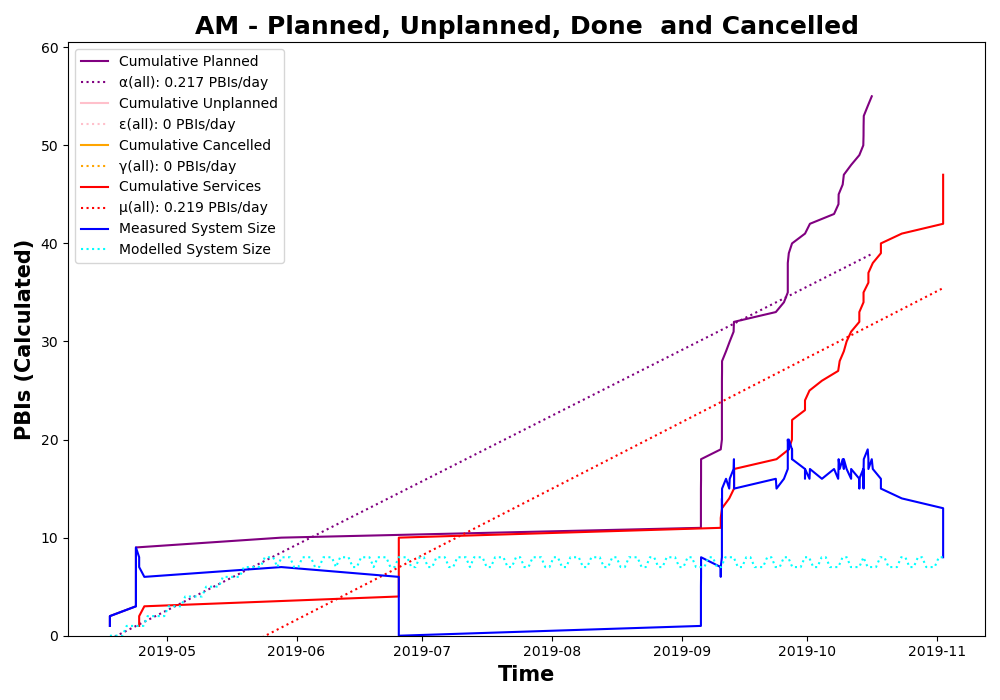 AM - Planned, Unplanned, Done  and Cancelled
Cumulative Planned
α(all): 0.217 PBIs/day
Cumulative Unplanned
ε(all): 0 PBIs/day
Cumulative Cancelled
γ(all): 0 PBIs/day
Cumulative Services
μ(all): 0.219 PBIs/day
Measured System Size
Modelled System Size
PBIs (Calculated)
60
50
40
30
20
10
0
2019-05
2019-06
2019-07
2019-08
2019-09
2019-10
2019-11
Time